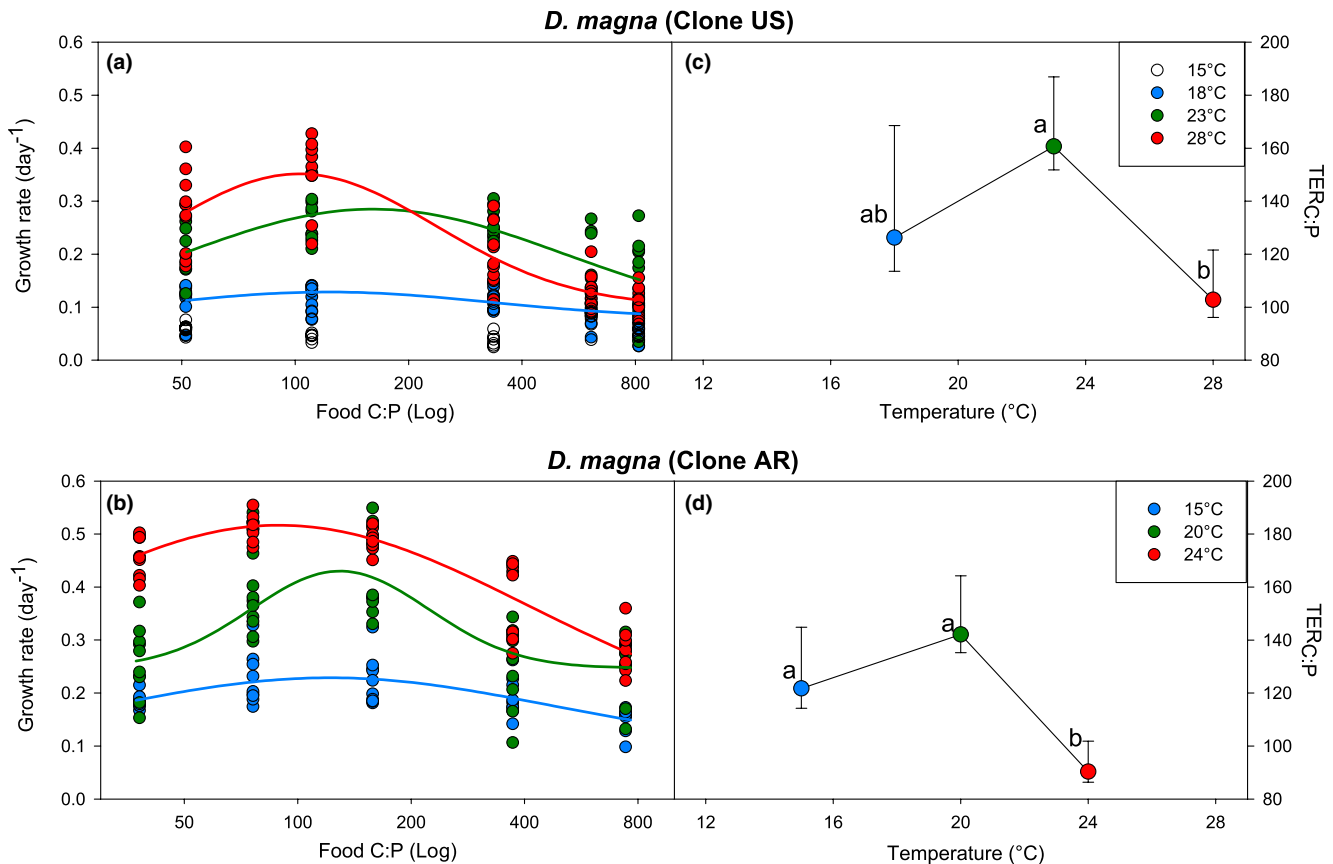 D. magna (Clone US)
(a)
0.6
0.5
0.4
0.3
0.2
0.1
0.0
Growth rate (day-1)
50
100
200
400
800
Food C:P (Log)
(c)
15°C
18°C
23°C
28°C
ab
a
b
200
180
160
140
120
100
80
TERC:P
12
16
20
24
28
Temperature (°C)
D. magna (Clone AR)
(b)
0.6
0.5
0.4
0.3
0.2
0.1
0.0
Growth rate (day-1)
50
100
200
400
800
Food C:P (Log)
(d)
15°C
20°C
24°C
a
a
b
200
180
160
140
120
100
80
TERC:P
12
16
20
24
28
Temperature (°C)